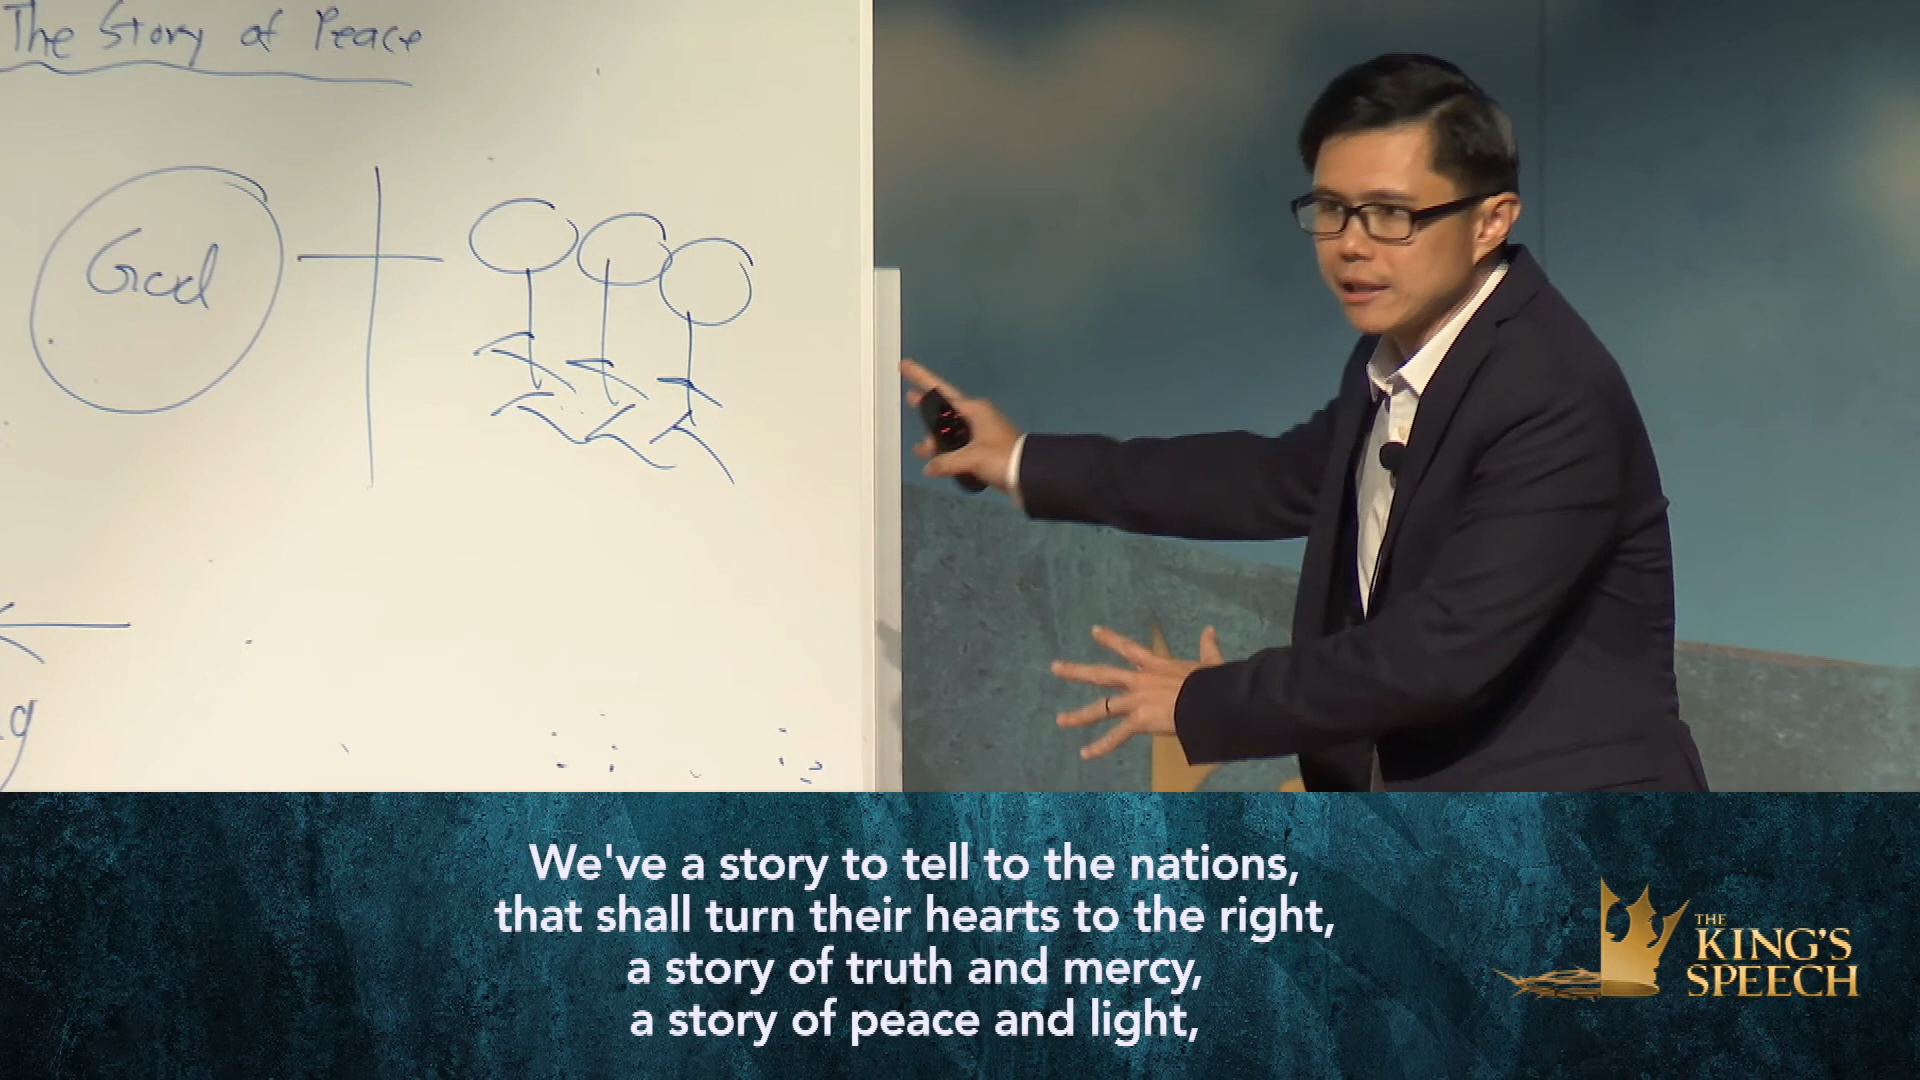 The Story of Peace
God
g
We've a story to tell to the nations,
that shall turn their hearts to the right,
a story of truth and mercy,
a story of peace and light,
THE
KING'S
SPEECH